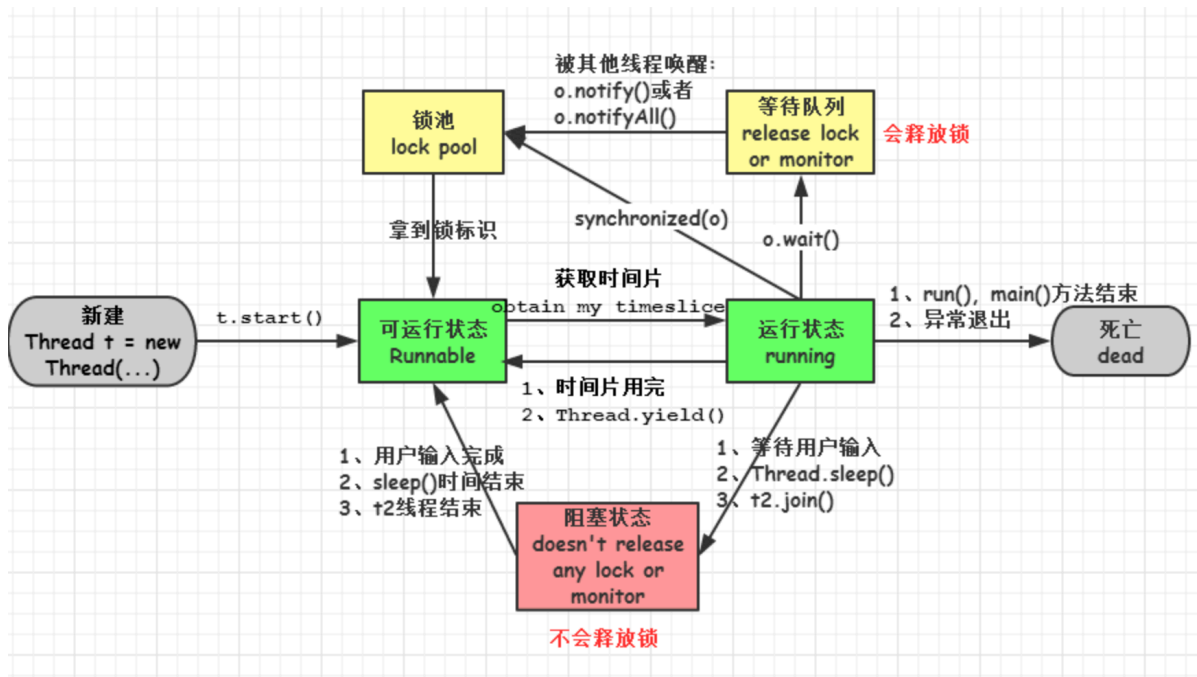 被其他线程唤醒：
o.notify()或者
o.notifyAll()
锁池
lock pool
等待队列
release lock
or monitor
会释放锁
拿到锁标识
synchronized(o)
o.wait()
新建
Thread t = new
Thread(...)
t.start()
可运行状态
Runnable
获取时间片
obtain my timeslice
运行状态
running
1、run(), main()方法结束
2、异常退出
死亡
dead
1、时间片用完
2、Thread.yield()
1、用户输入完成
2、sleep()时间结束
3、t2线程结束
1、等待用户输入
2、Thread.sleep()
3、t2.join()
阻塞状态
doesn't release
any lock or
monitor
不会释放锁